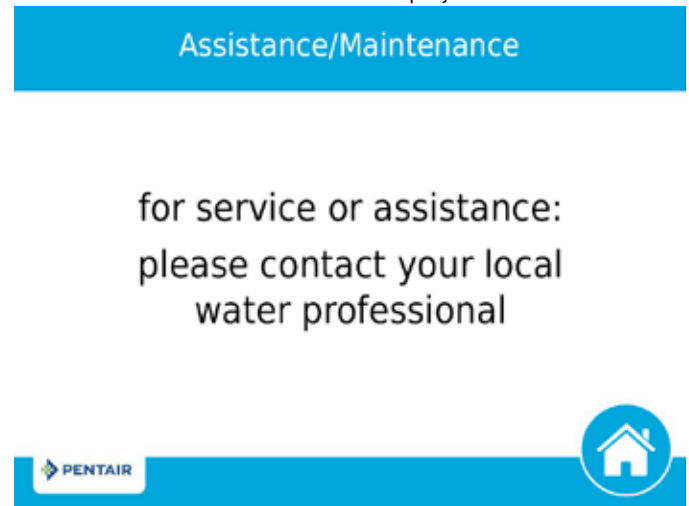 Assistance/Maintenance
for service or assistance:
please contact your local
water professional
PENTAIR